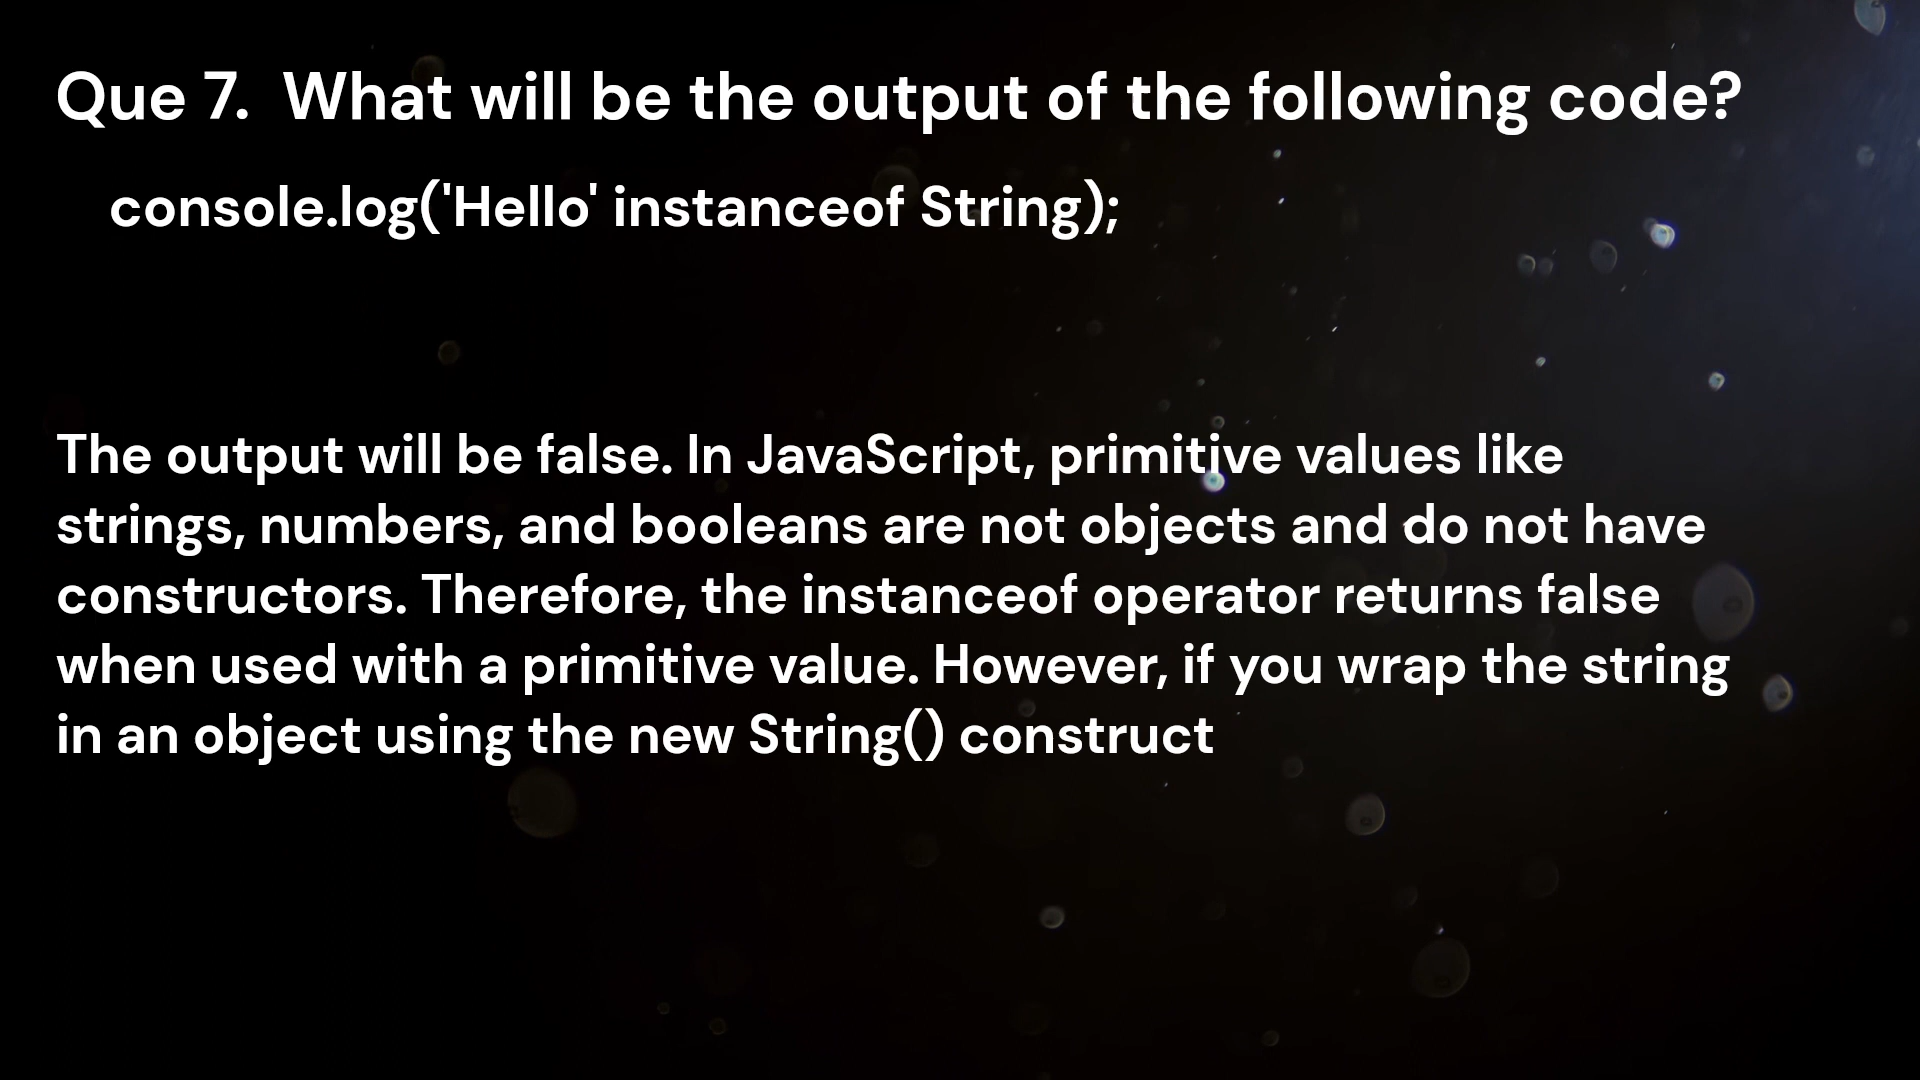 Que 7.  What will be the output of the following code?
console.log('Hello' instanceof String);
The output will be false. In JavaScript, primitive values like
strings, numbers, and booleans are not objects and do not have
constructors. Therefore, the instanceof operator returns false
when used with a primitive value. However, if you wrap the string
in an object using the new String() construct